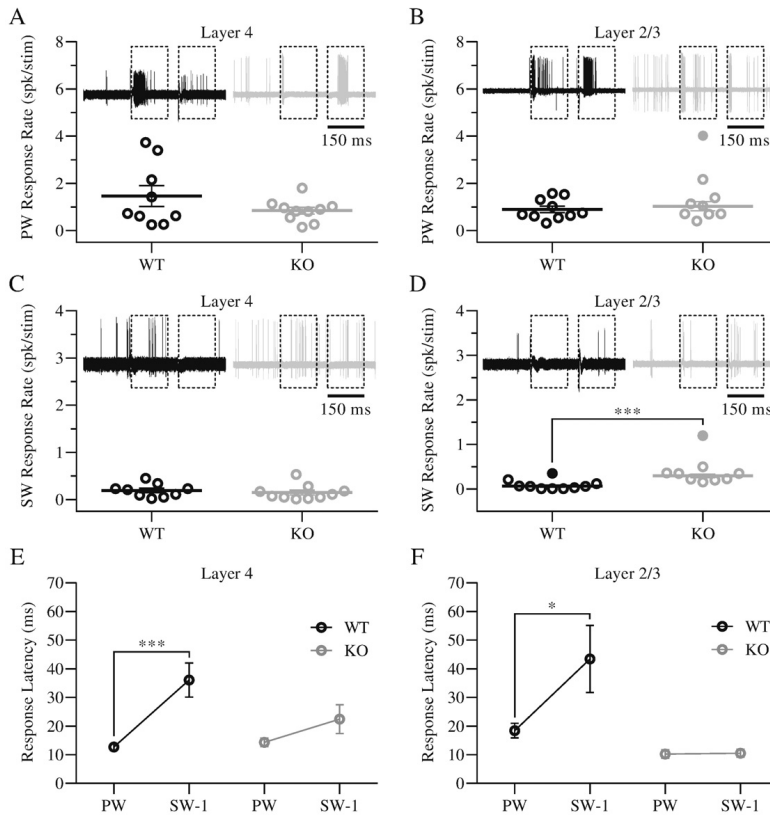 A
Layer 4
PW Response Rate (spk/stim)
8
6
4
2
0
150 ms
WT
KO
B
Layer 2/3
PW Response Rate (spk/stim)
8
6
4
2
0
150 ms
WT
KO
C
Layer 4
SW Response Rate (spk/stim)
4
3
2
1
0
150 ms
WT
KO
D
Layer 2/3
SW Response Rate (spk/stim)
4
3
2
1
0
150 ms
***
WT
KO
E
Layer 4
Response Latency (ms)
70
60
50
40
30
20
10
0
***
WT
KO
PW
SW-1
PW
SW-1
F
Layer 2/3
Response Latency (ms)
70
60
50
40
30
20
10
0
*
WT
KO
PW
SW-1
PW
SW-1